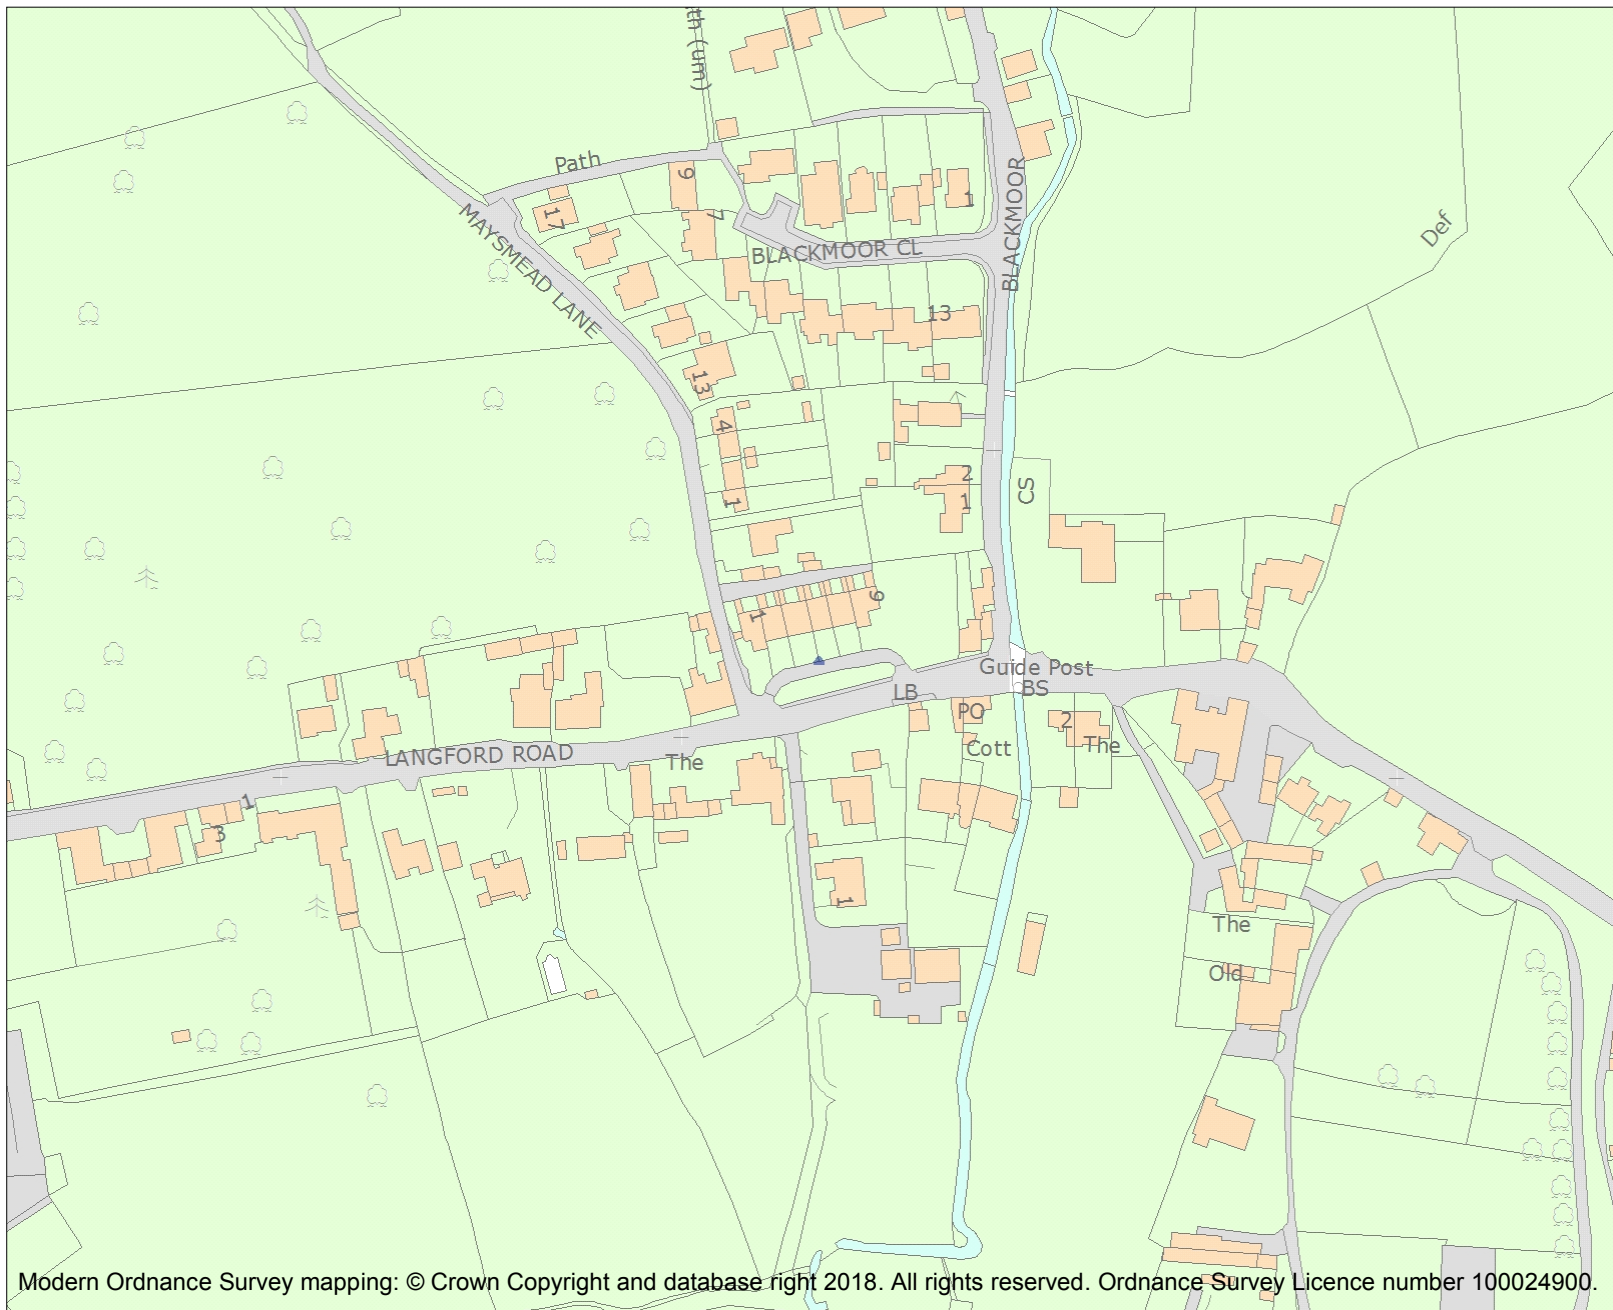 th (um)
Path
9
17
7
1
MAYSMEAD LANE
BLACKMOOR CL
BLACKMOOR
Def
13
13
4
1
2
1
CS
1
9
Guide Post
BS
LB
PO
2
Cott
The
LANGFORD ROAD
The
1
3
1
The
Old
Modern Ordnance Survey mapping: © Crown Copyright and database right 2018. All rights reserved. Ordnance Survey Licence number 100024900.